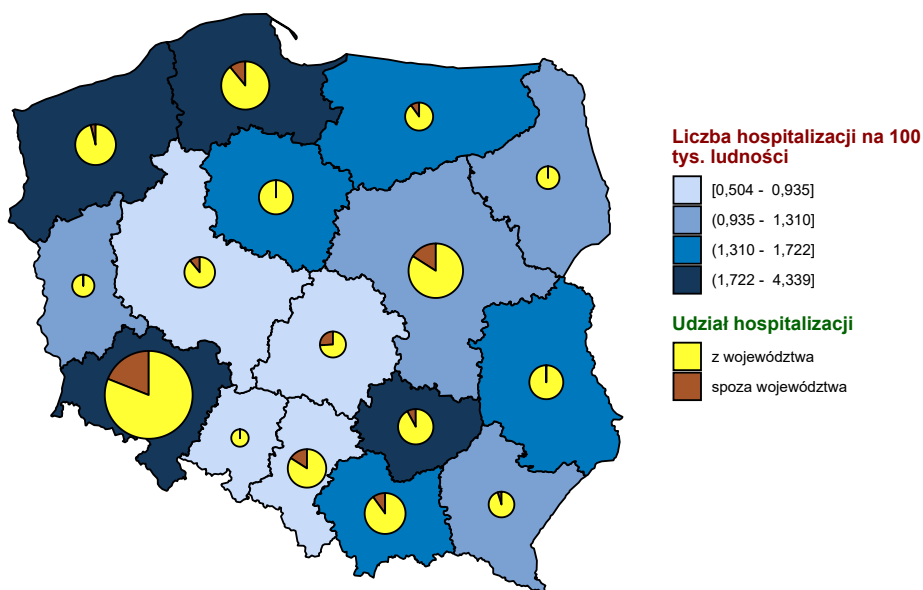 Liczba hospitalizacji na 100
tys. ludności
[0,504 - 0,935]
(0,935 - 1,310]
(1,310 - 1,722]
(1,722 - 4,339]
Udział hospitalizacji
z województwa
spoza województwa